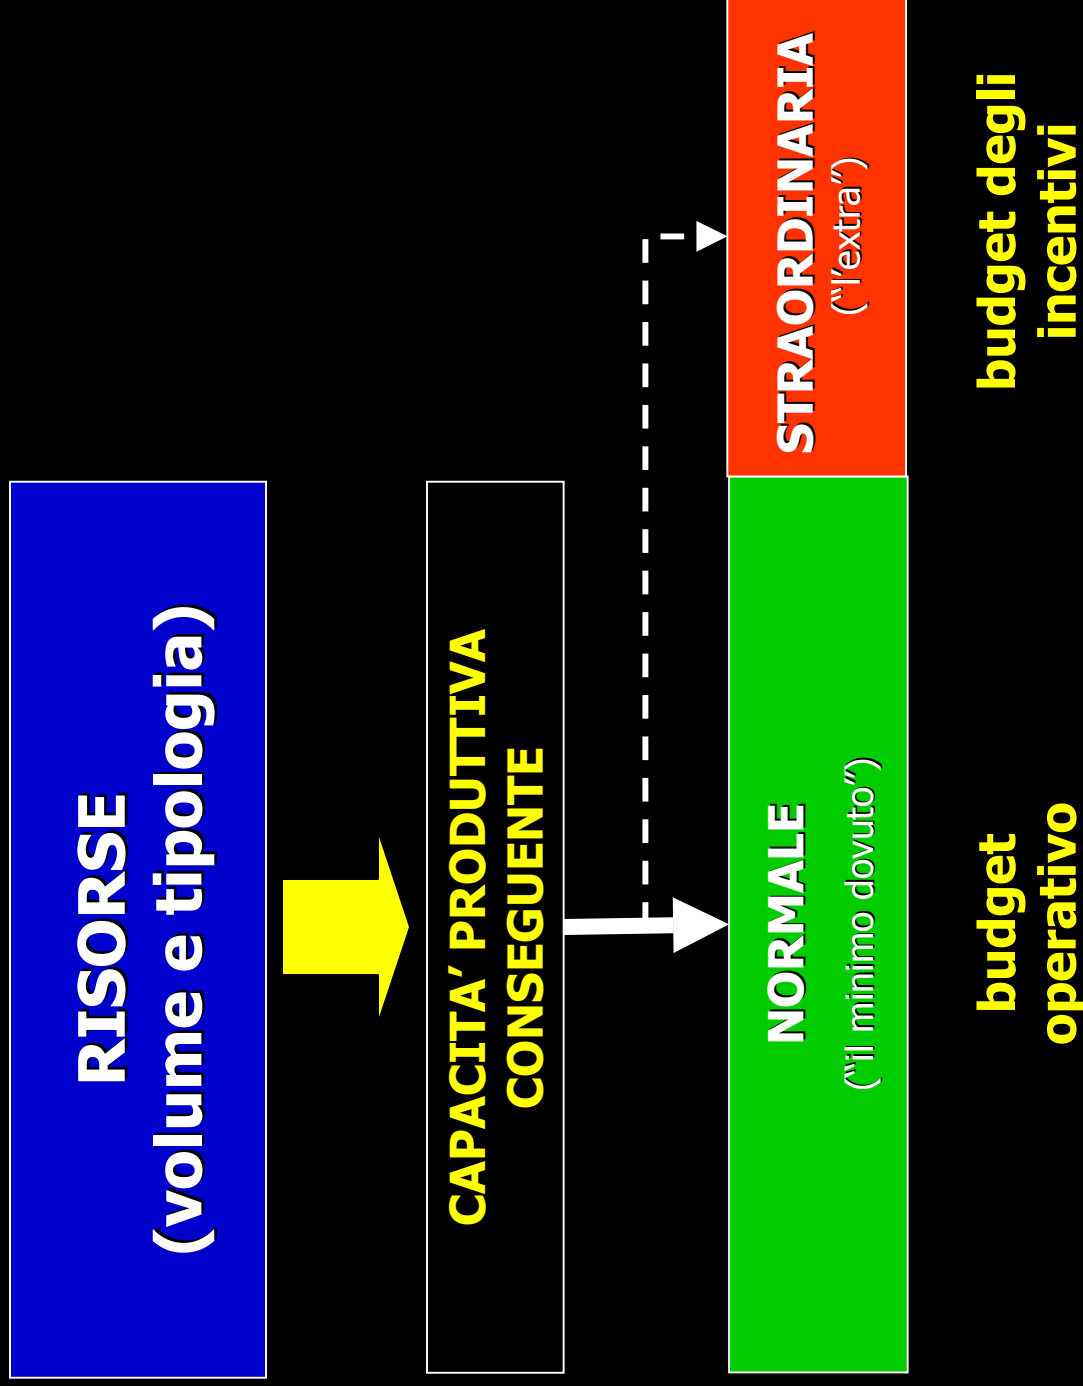 RISORSE
(volume e tipologia)
CAPACITA’ PRODUTTIVA
CONSEGUENTE
NORMALE
(“il minimo dovuto”)
STRAORDINARIA
(“l’extra”)
budget
operativo
budget degli
incentivi